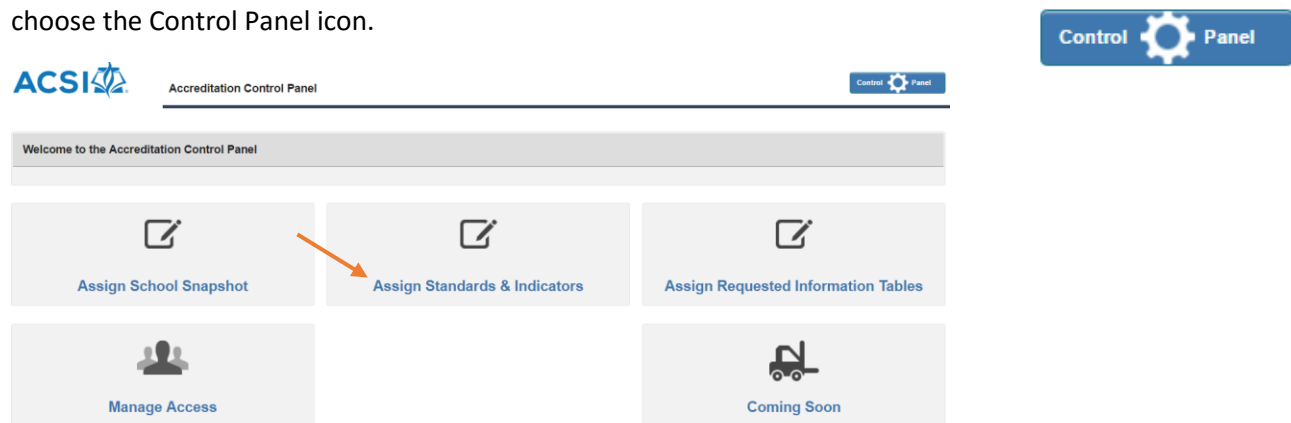 choose the Control Panel icon.
Control Panel
ACSI
Accreditation Control Panel
Control Panel
Welcome to the Accreditation Control Panel
Assign School Snapshot
Assign Standards & Indicators
Assign Requested Information Tables
Manage Access
Coming Soon